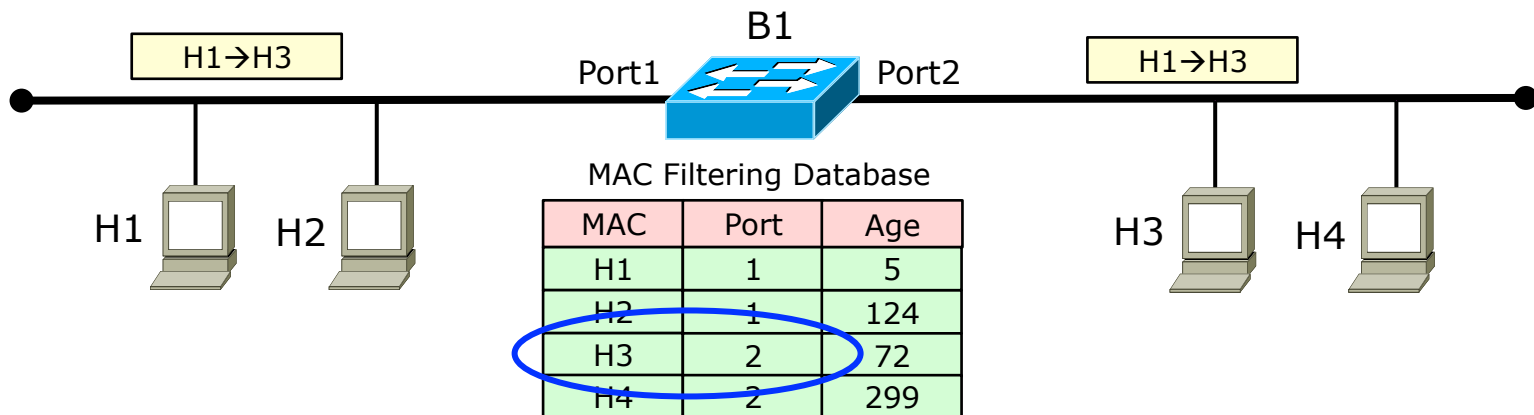 B1
H1→H3
Port1
Port2
H1→H3
MAC Filtering Database
H1
H2
H3
H4
MAC Port Age
H1 1 5
H2 1 124
H3 2 72
H4 2 299